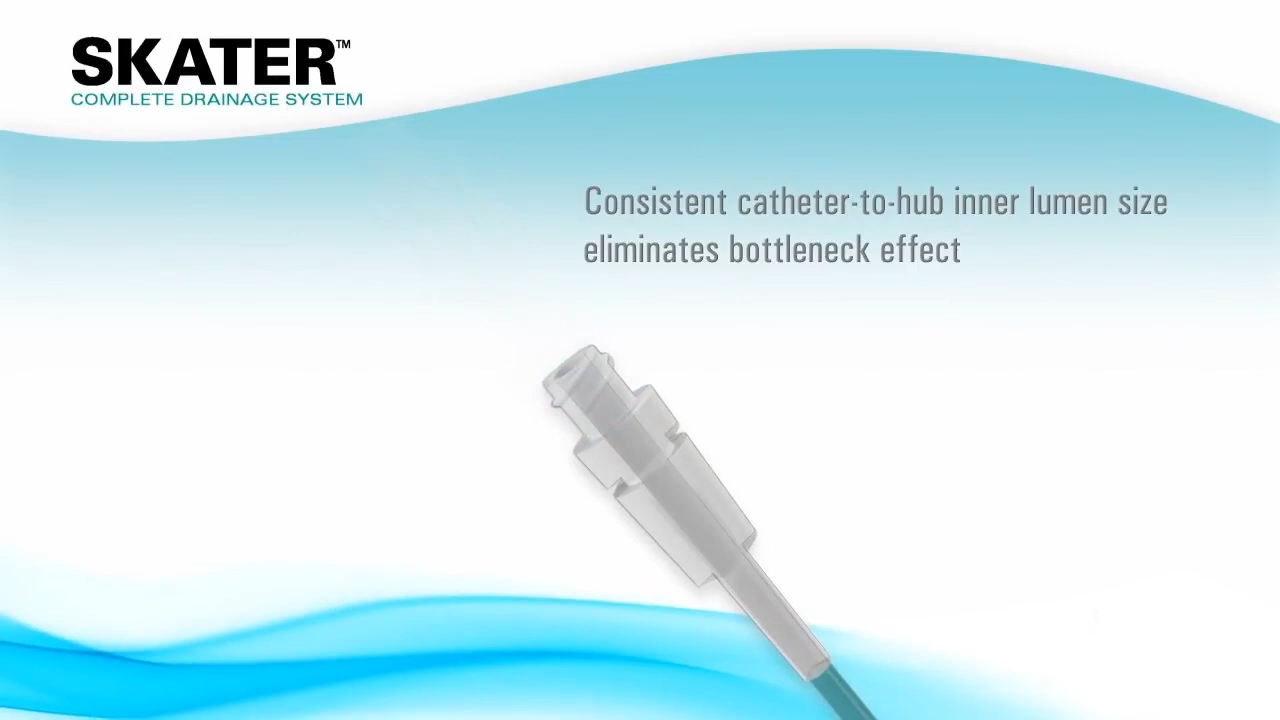 SKATER™
COMPLETE DRAINAGE SYSTEM
Consistent catheter-to-hub inner lumen size
eliminates bottleneck effect